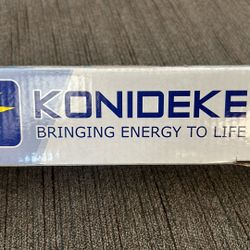 KONIDEKE
BRINGING ENERGY TO LIFE